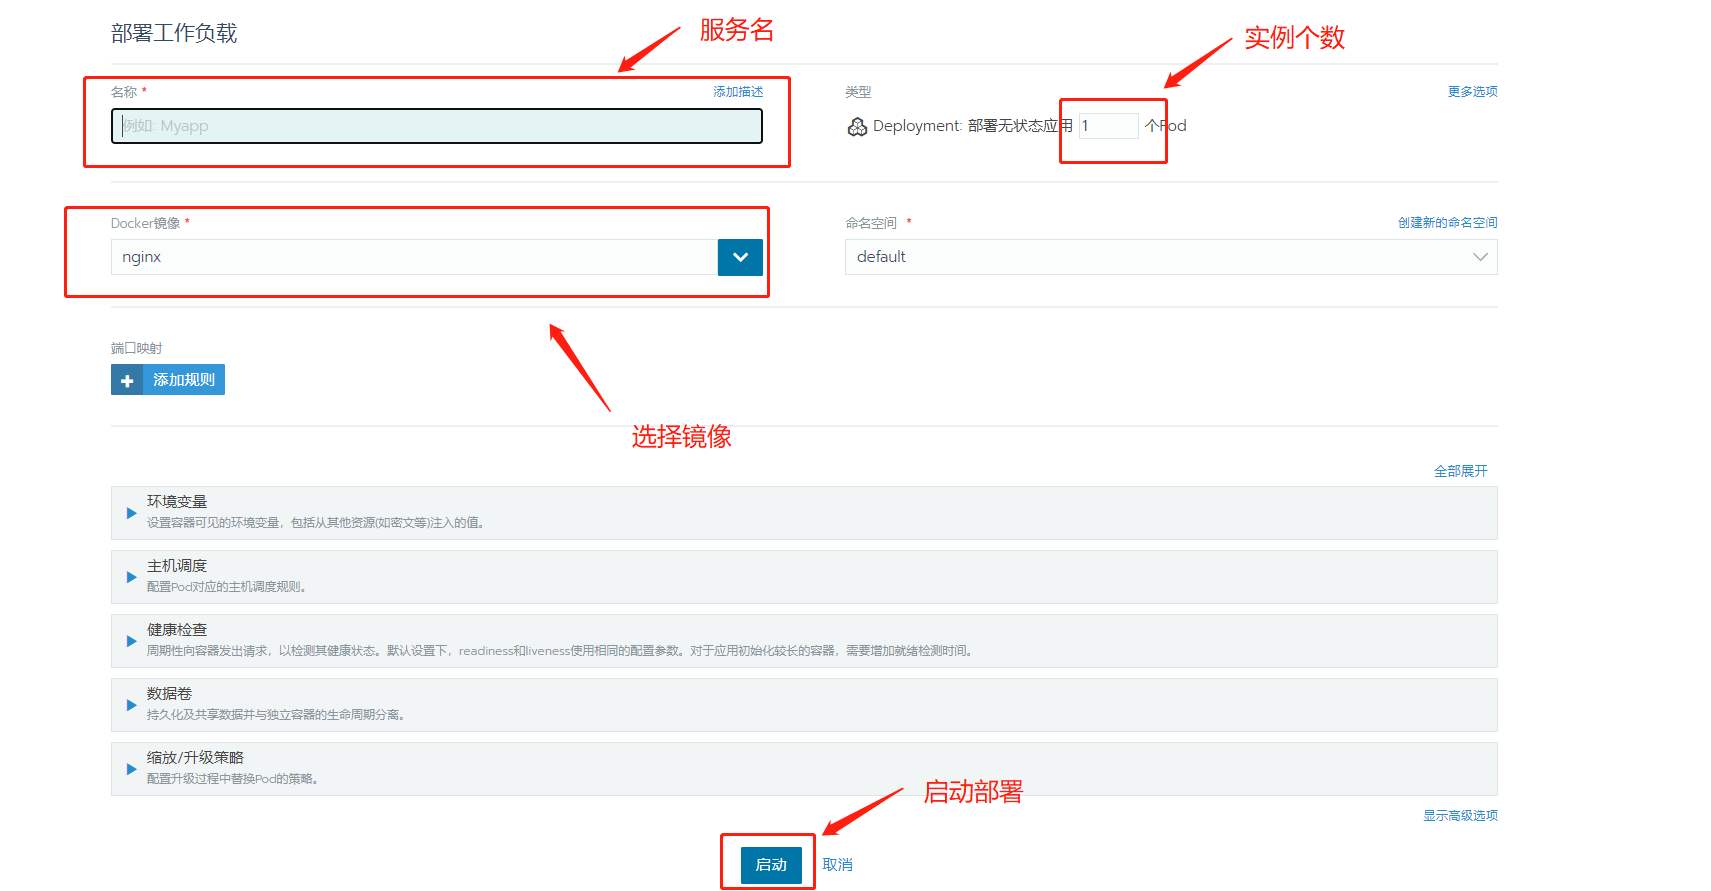 部署工作负载
服务名
实例个数
名称 *
添加描述
例如: Myapp
类型
更多选项
Deployment: 部署无状态应用 1 个Pod
Docker镜像 *
nginx
命名空间 *
创建新的命名空间
default
端口映射
添加规则
选择镜像
全部展开
环境变量
设置容器可见的环境变量，包括从其他资源(如密文等)注入的值。
主机调度
配置Pod对应的主机调度规则。
健康检查
周期性向容器发出请求，以检测其健康状态。默认设置下，readiness和liveness使用相同的配置参数。对于应用初始化较长的容器，需要增加就绪检测时间。
数据卷
持久化及共享数据并与独立容器的生命周期分离。
缩放/升级策略
配置升级过程中替换Pod的策略。
启动部署
显示高级选项
启动
取消